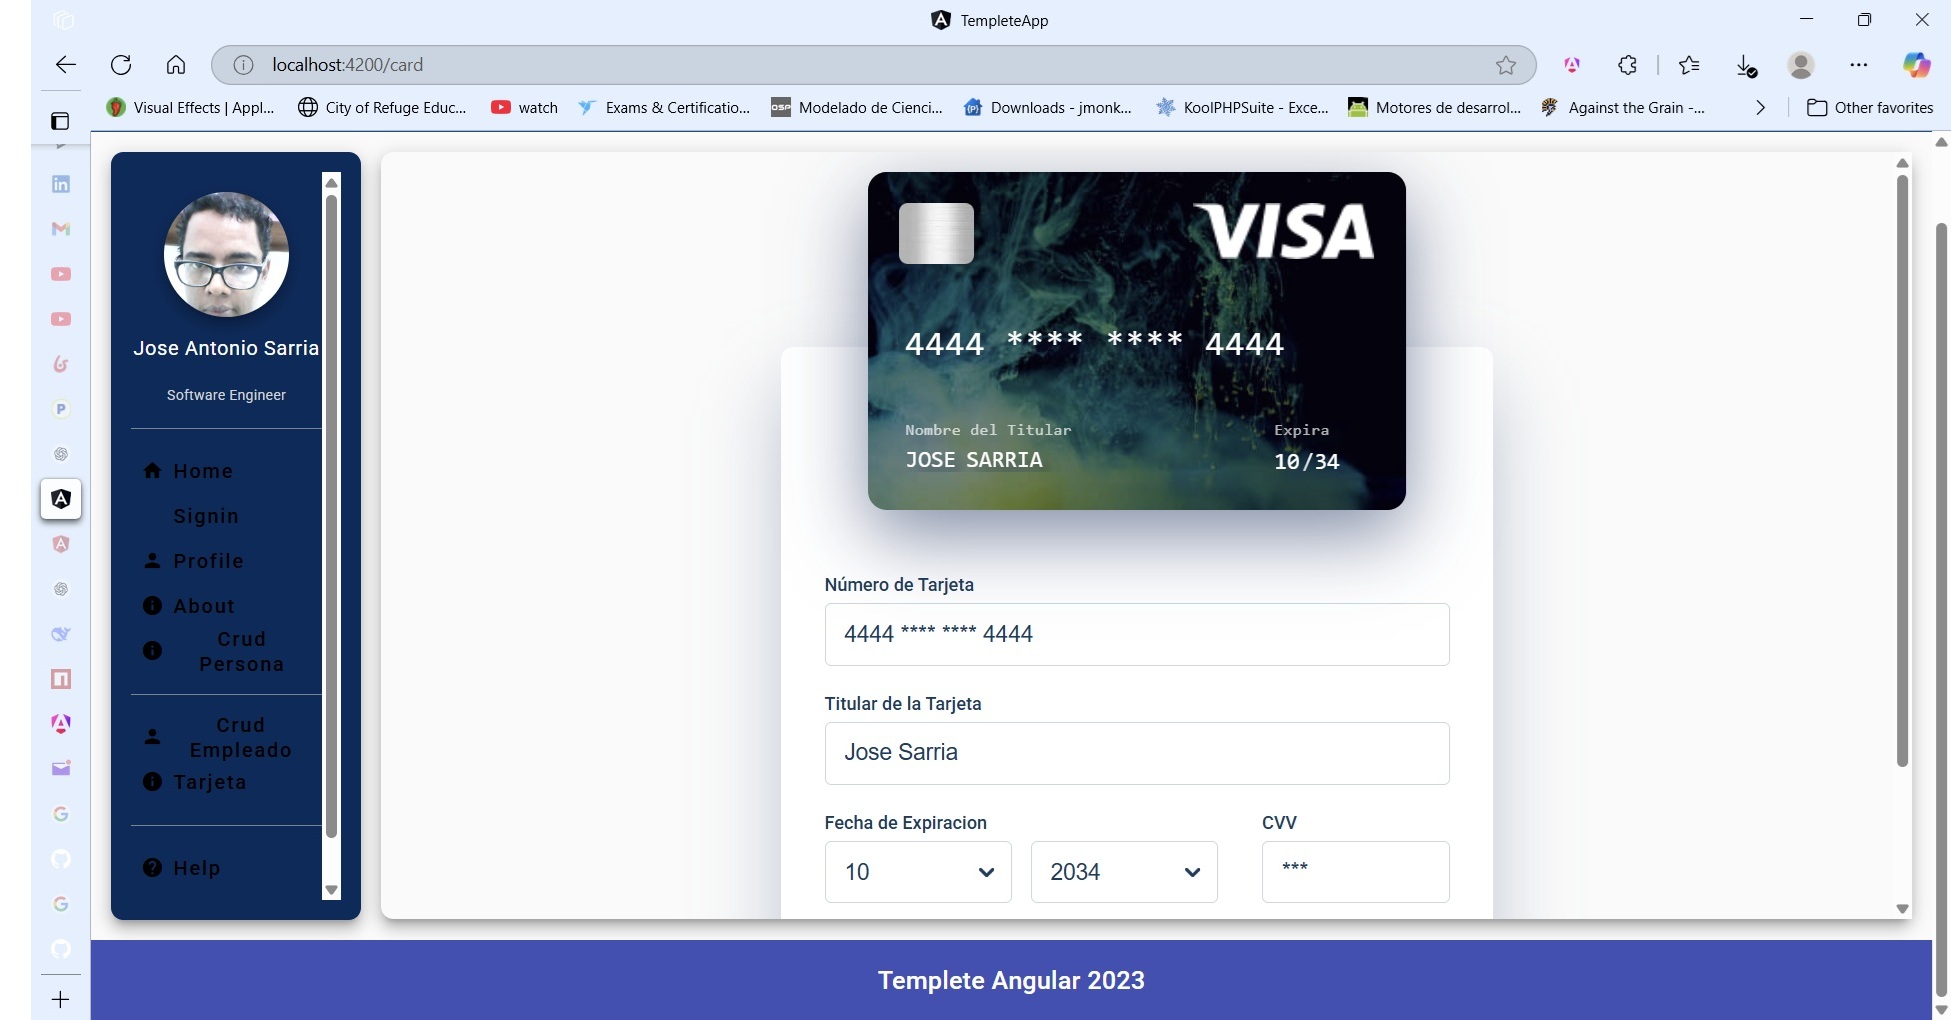 TempleteApp
localhost:4200/card
Visual Effects | Appl...
City of Refuge Educ...
watch
Exams & Certificatio...
OSP
Modelado de Cienci...
Downloads - jmonk...
KoolPHPSuite - Exce...
Motores de desarrol...
Against the Grain -...
Other favorites
Jose Antonio Sarria
Software Engineer
Home
Signin
Profile
About
Crud
Persona
Crud
Empleado
Tarjeta
Help
VISA
4444 **** **** 4444
Nombre del Titular
Expira
JOSE SARRIA
10/34
Número de Tarjeta
4444 **** **** 4444
Titular de la Tarjeta
Jose Sarria
Fecha de Expiracion
CVV
10
2034
***
Templete Angular 2023